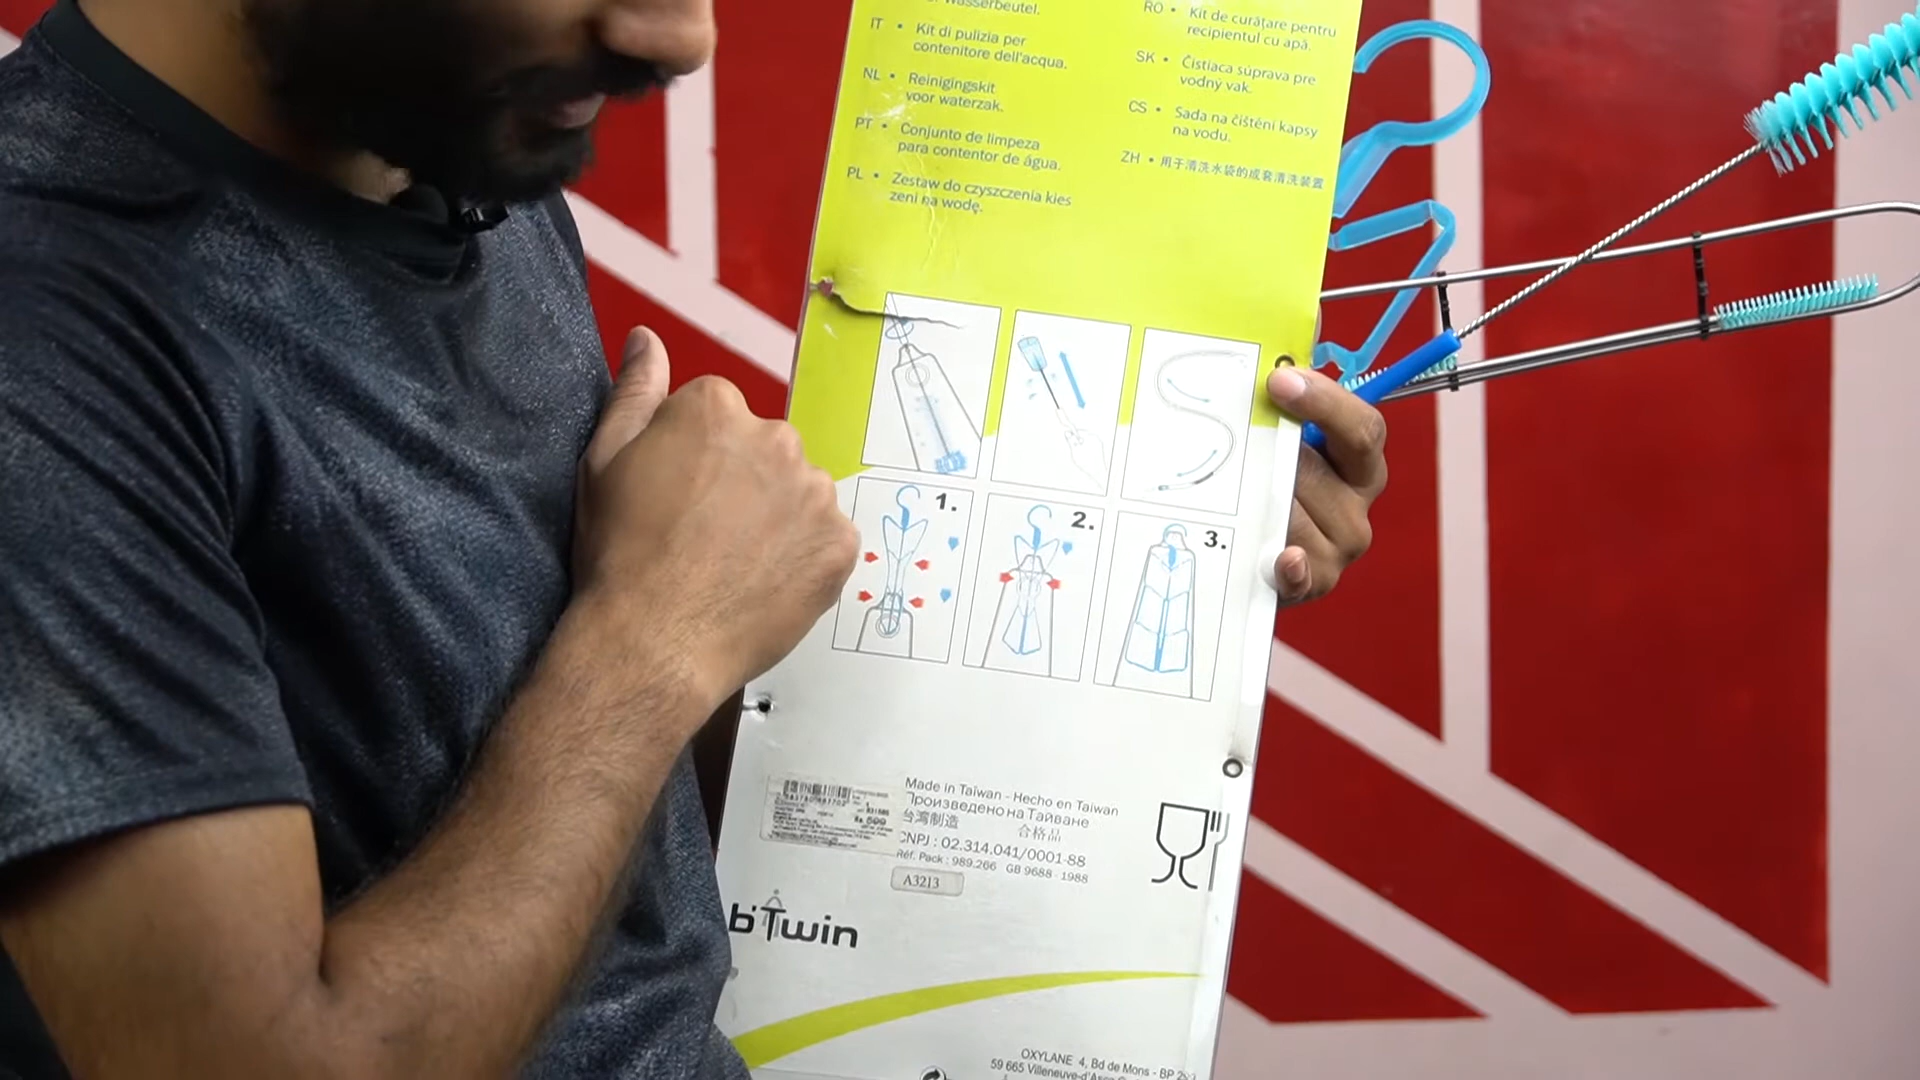 wasserbeutel.
IT • Kit di pulizia per
contenitore dell'acqua.
NL • Reinigingskit
voor waterzak.
PT • Conjunto de limpeza
para contentor de água.
PL • Zestaw do czyszczenia kies
zeni na wodę.
RO • Kit de curățare pentru
recipientul cu apă.
SK • Čistiaca súprava pre
vodný vak.
CS • Sada na čištění kapsy
na vodu.
ZH • 用于清洗水袋的成套清洗装置
1.
2.
3.
Made in Taiwan - Hecho en Taiwan
Произведено на Тайване
台湾制造 合格品
CNPJ : 02.314.041/0001-88
Réf. Pack : 989.266 GB 9688 - 1988
A3213
b'Twin
OXYLANE 4, Bd de Mons - BP
59 665 Villeneuve-d'Ascq